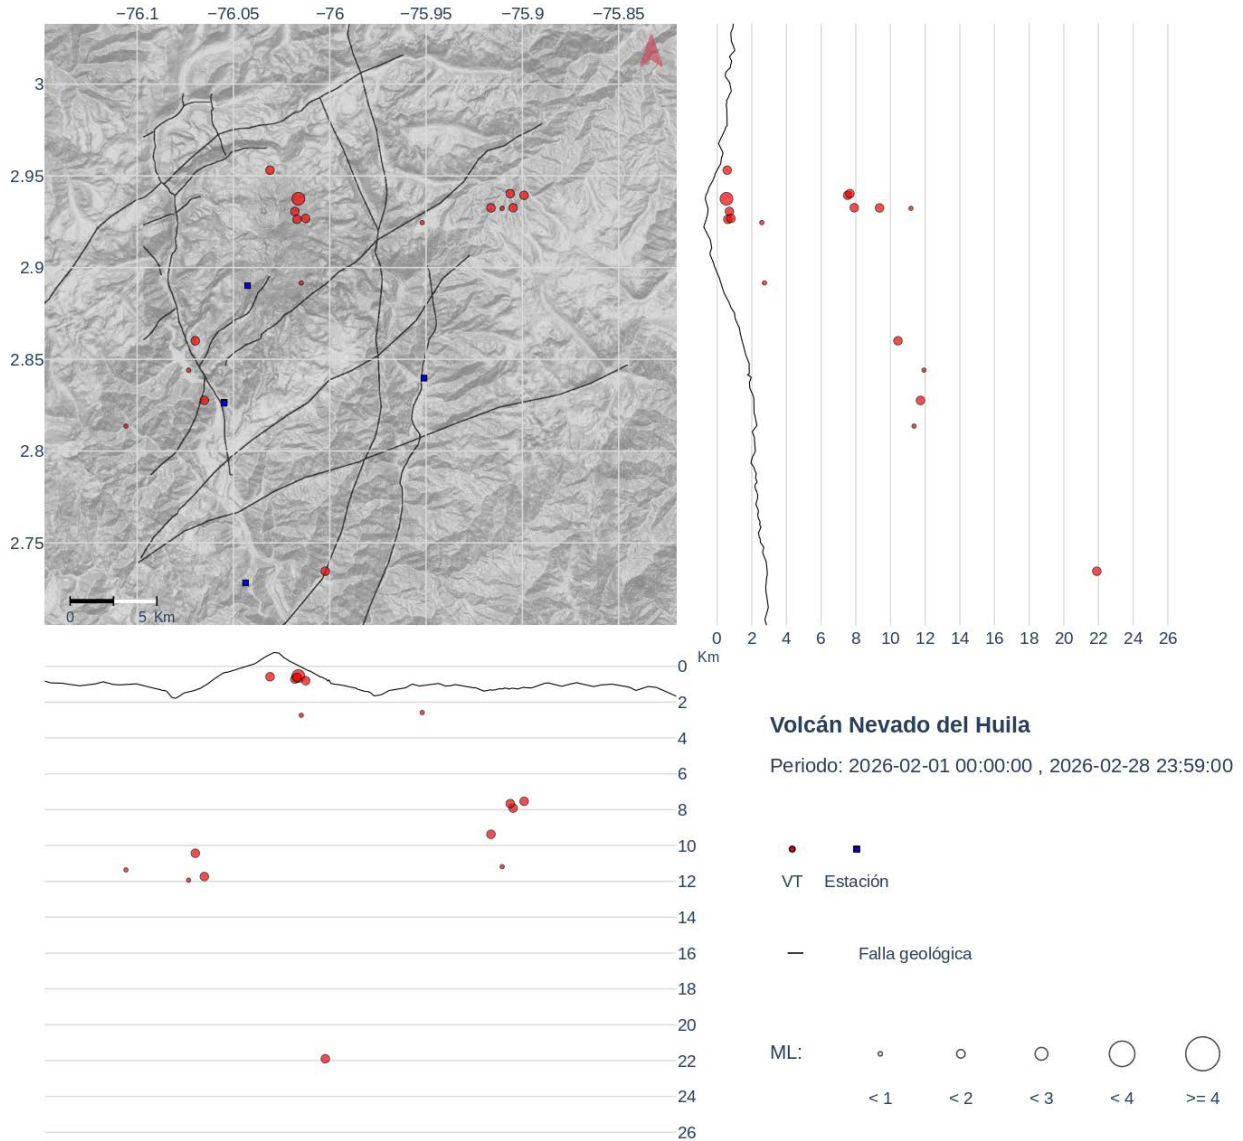 −76.1 −76.05 −76 −75.95 −75.9 −75.85
3
2.95
2.9
2.85
2.8
2.75
0 5 Km
0 2 4 6 8 10 12 14 16 18 20 22 24 26
Km
0
2
4
6
8
10
12
14
16
18
20
22
24
26
Volcán Nevado del Huila
Periodo: 2026-02-01 00:00:00 , 2026-02-28 23:59:00
VT Estación
Falla geológica
ML:
< 1 < 2 < 3 < 4 >= 4